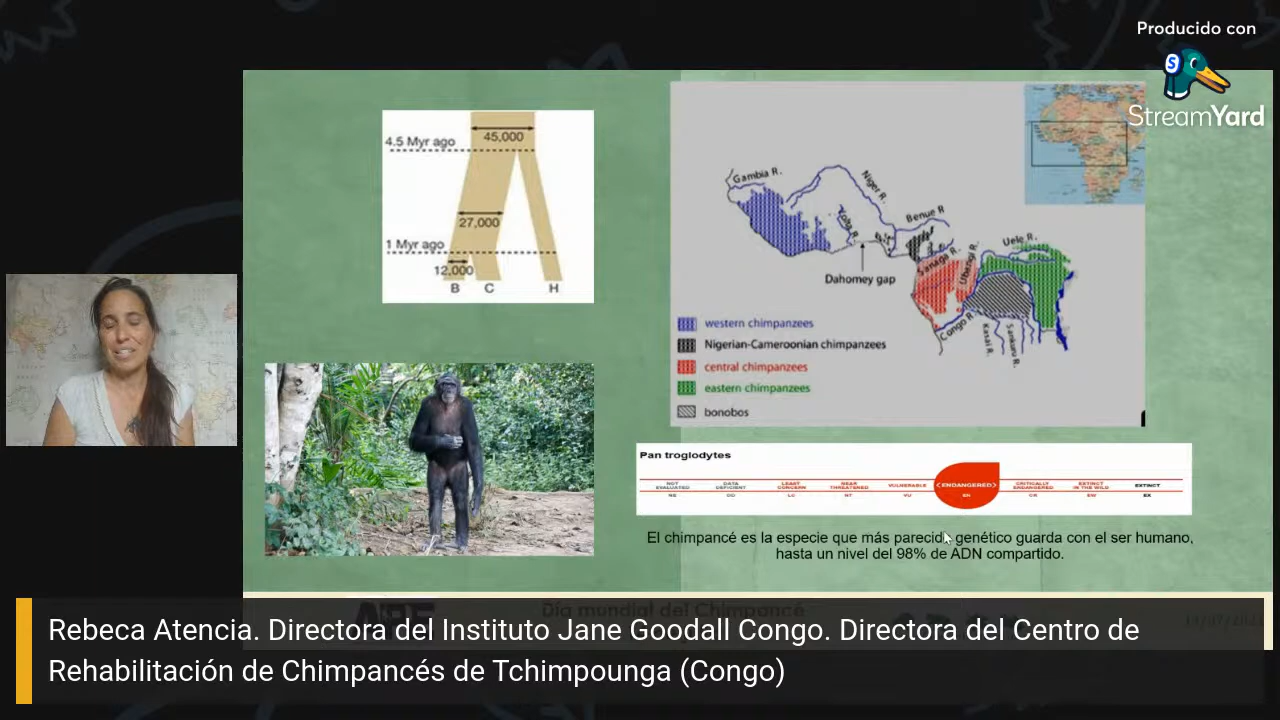 Producido con
StreamYard
4.5 Myr ago
45,000
27,000
1 Myr ago
12,000
B C H
Gambia R.
Niger R.
Volta R.
Benue R
Dahomey gap
Sanaga R.
Ubangi R.
Uele R.
Congo R.
Kasai R.
Sankuru R.
western chimpanzees
Nigerian-Cameroonian chimpanzees
central chimpanzees
eastern chimpanzees
bonobos
Pan troglodytes
NOT EVALUATED
NE
DATA DEFICIENT
DD
LEAST CONCERN
LC
NEAR THREATENED
NT
VULNERABLE
VU
<ENDANGERED>
EN
CRITICALLY ENDANGERED
CR
EXTINCT IN THE WILD
EW
EXTINCT
EX
El chimpancé es la especie que más parecido genético guarda con el ser humano,
hasta un nivel del 98% de ADN compartido.
Día mundial del Chimpancé
Rebeca Atencia. Directora del Instituto Jane Goodall Congo. Directora del Centro de
Rehabilitación de Chimpancés de Tchimpounga (Congo)